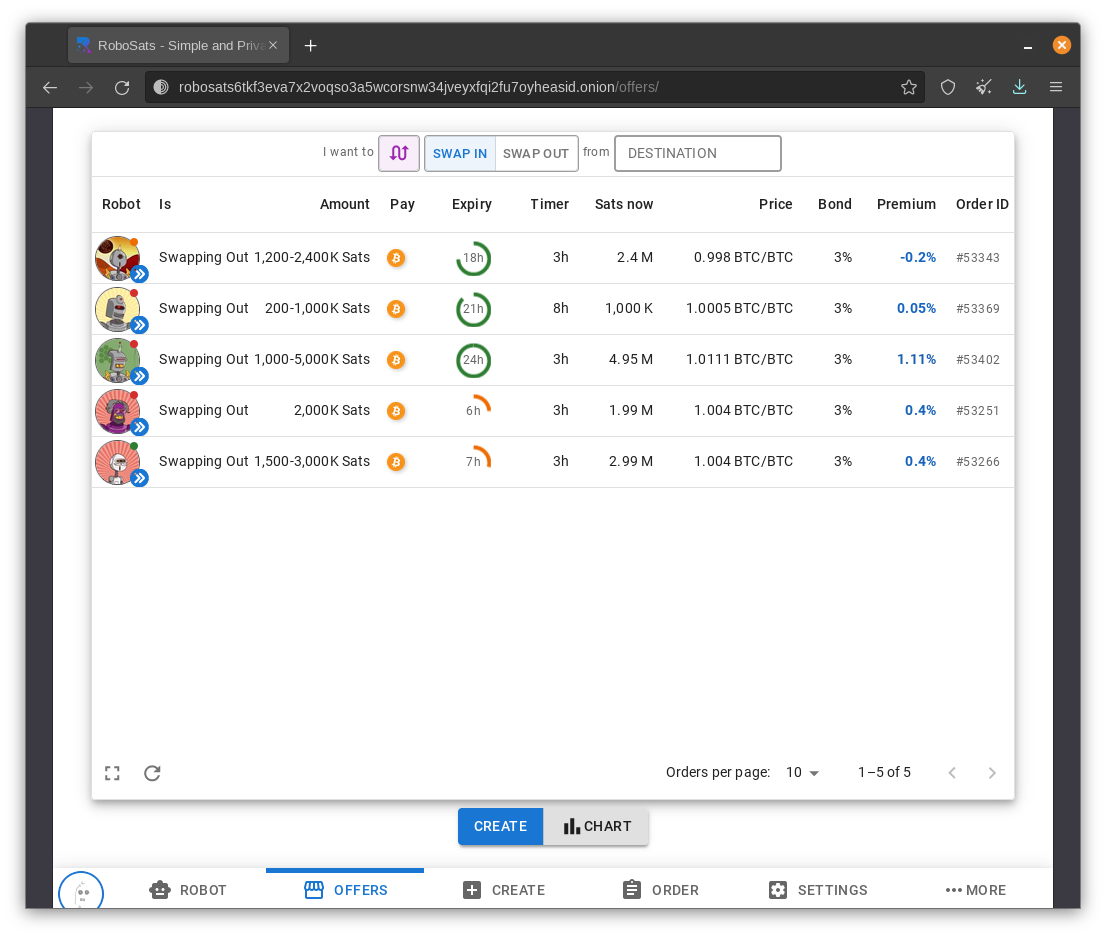 RoboSats - Simple and Priva
robosats6tkf3eva7x2voqso3a5wcorsnw34jveyxfqi2fu7oyheasid.onion/offers/
I want to SWAP IN SWAP OUT from DESTINATION
Robot Is Amount Pay Expiry Timer Sats now Price Bond Premium Order ID
Swapping Out 1,200-2,400K Sats 18h 3h 2.4 M 0.998 BTC/BTC 3% -0.2% #53343
Swapping Out 200-1,000K Sats 21h 8h 1,000 K 1.0005 BTC/BTC 3% 0.05% #53369
Swapping Out 1,000-5,000K Sats 24h 3h 4.95 M 1.0111 BTC/BTC 3% 1.11% #53402
Swapping Out 2,000K Sats 6h 3h 1.99 M 1.004 BTC/BTC 3% 0.4% #53251
Swapping Out 1,500-3,000K Sats 7h 3h 2.99 M 1.004 BTC/BTC 3% 0.4% #53266
Orders per page: 10 1–5 of 5
CREATE CHART
ROBOT OFFERS CREATE ORDER SETTINGS MORE